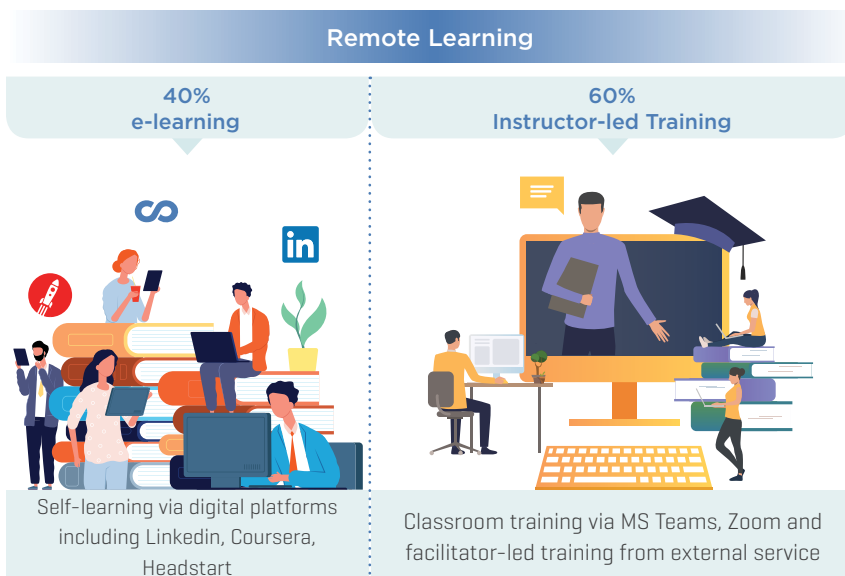 Remote Learning
40%
e-learning
60%
Instructor-led Training
in
Self-learning via digital platforms
including Linkedin, Coursera,
Headstart
Classroom training via MS Teams, Zoom and
facilitator-led training from external service